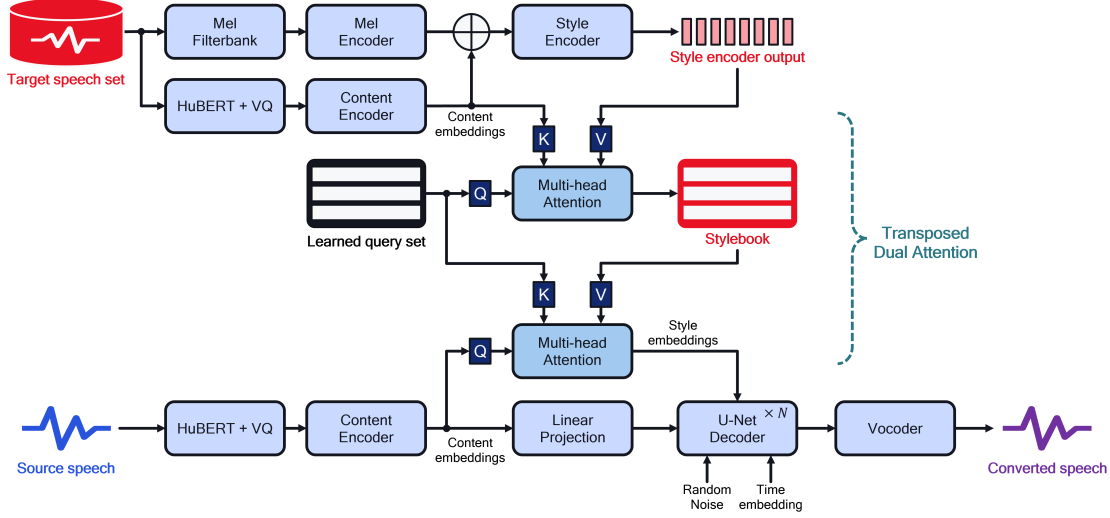 Mel
Filterbank
Mel
Encoder
Style
Encoder
Style encoder output
Target speech set
HuBERT + VQ
Content
Encoder
Content
embeddings
K
V
Q
Multi-head
Attention
Learned query set
Stylebook
Transposed
Dual Attention
K
V
Q
Multi-head
Attention
Style
embeddings
HuBERT + VQ
Content
Encoder
Content
embeddings
Linear
Projection
U-Net × N
Decoder
Vocoder
Source speech
Converted speech
Random
Noise
Time
embedding